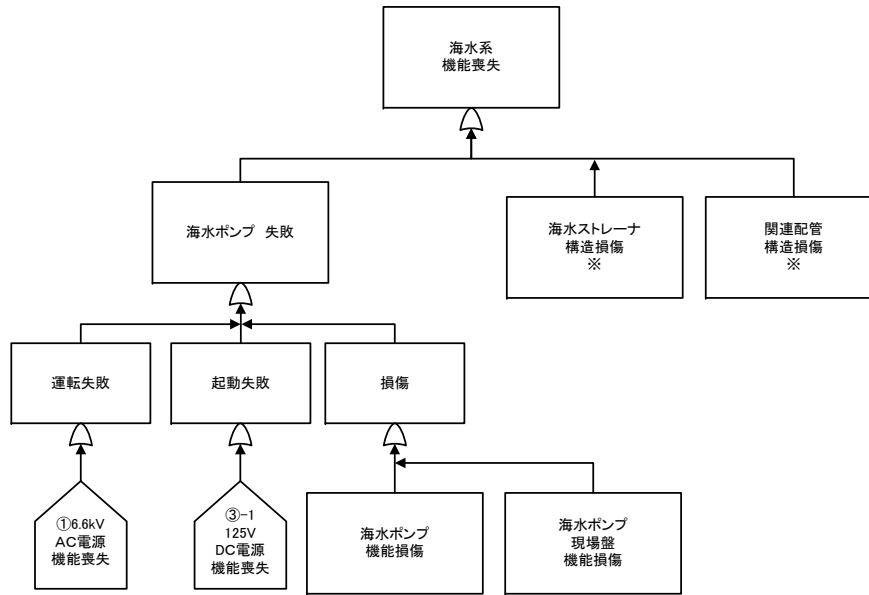 海水系
機能喪失
海水ポンプ 失敗
海水ストレーナ
構造損傷
※
関連配管
構造損傷
※
運転失敗
起動失敗
損傷
①6.6kV
AC電源
機能喪失
③-1
125V
DC電源
機能喪失
海水ポンプ
機能損傷
海水ポンプ
現場盤
機能損傷